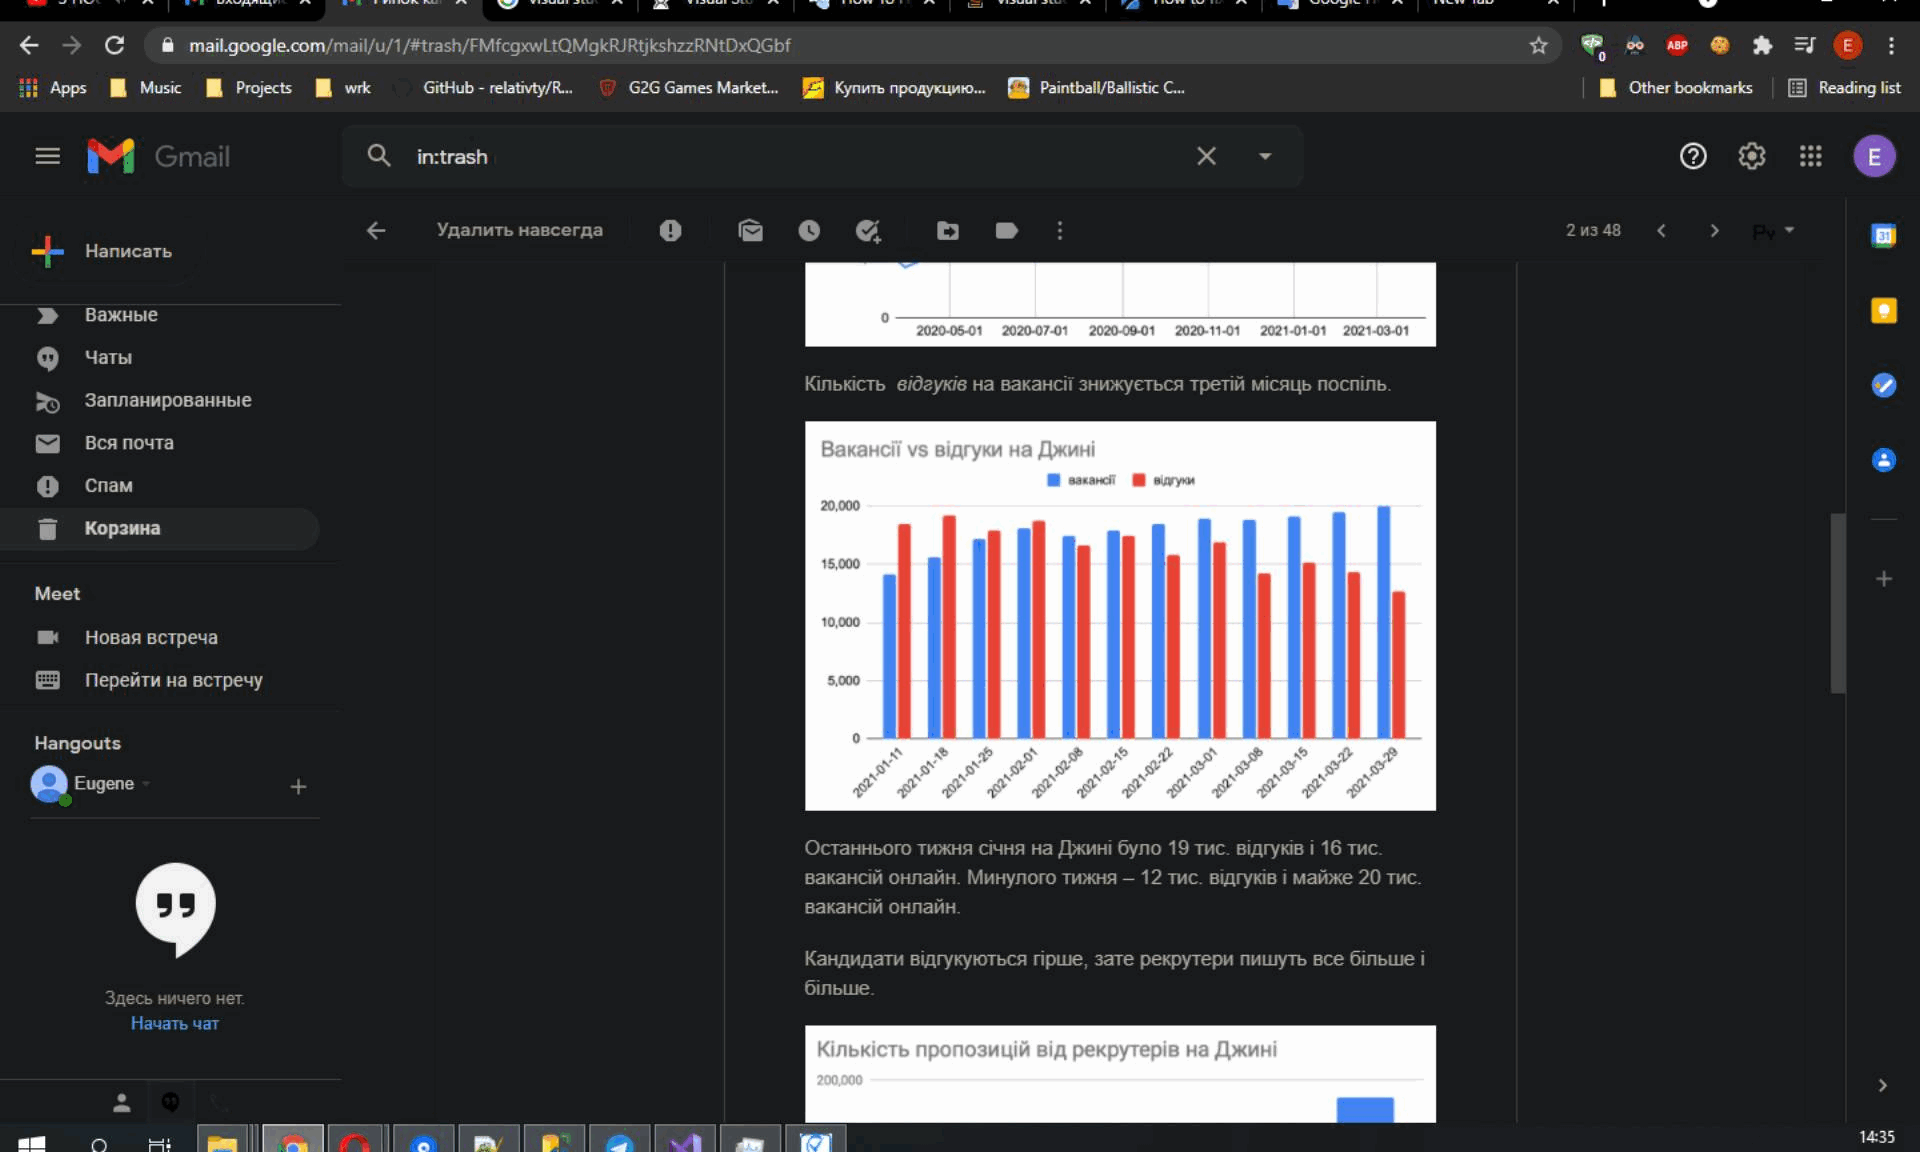 mail.google.com/mail/u/1/#trash/FMfcgxwLtQMgkRJRtjkshzzRNtDxQGbf
0
ABP
E
Apps
Music
Projects
wrk
GitHub - relativty/R...
G2G Games Market...
Купить продукцию...
Paintball/Ballistic C...
Other bookmarks
Reading list
Gmail
in:trash
E
Написать
Удалить навсегда
2 из 48
31
Важные
Чаты
Запланированные
Вся почта
Спам
Корзина
Meet
Новая встреча
Перейти на встречу
Hangouts
Eugene
Здесь ничего нет.
Начать чат
0
2020-05-01 2020-07-01 2020-09-01 2020-11-01 2021-01-01 2021-03-01
Кількість відгуків на вакансії знижується третій місяць поспіль.
Вакансії vs відгуки на Джині
вакансії відгуки
20,000
15,000
10,000
5,000
0
2021-01-11 2021-01-18 2021-01-25 2021-02-01 2021-02-08 2021-02-15 2021-02-22 2021-03-01 2021-03-08 2021-03-15 2021-03-22 2021-03-29
Останнього тижня січня на Джині було 19 тис. відгуків і 16 тис.
вакансій онлайн. Минулого тижня – 12 тис. відгуків і майже 20 тис.
вакансій онлайн.
Кандидати відгукуються гірше, зате рекрутери пишуть все більше і
більше.
Кількість пропозицій від рекрутерів на Джині
200,000
14:35